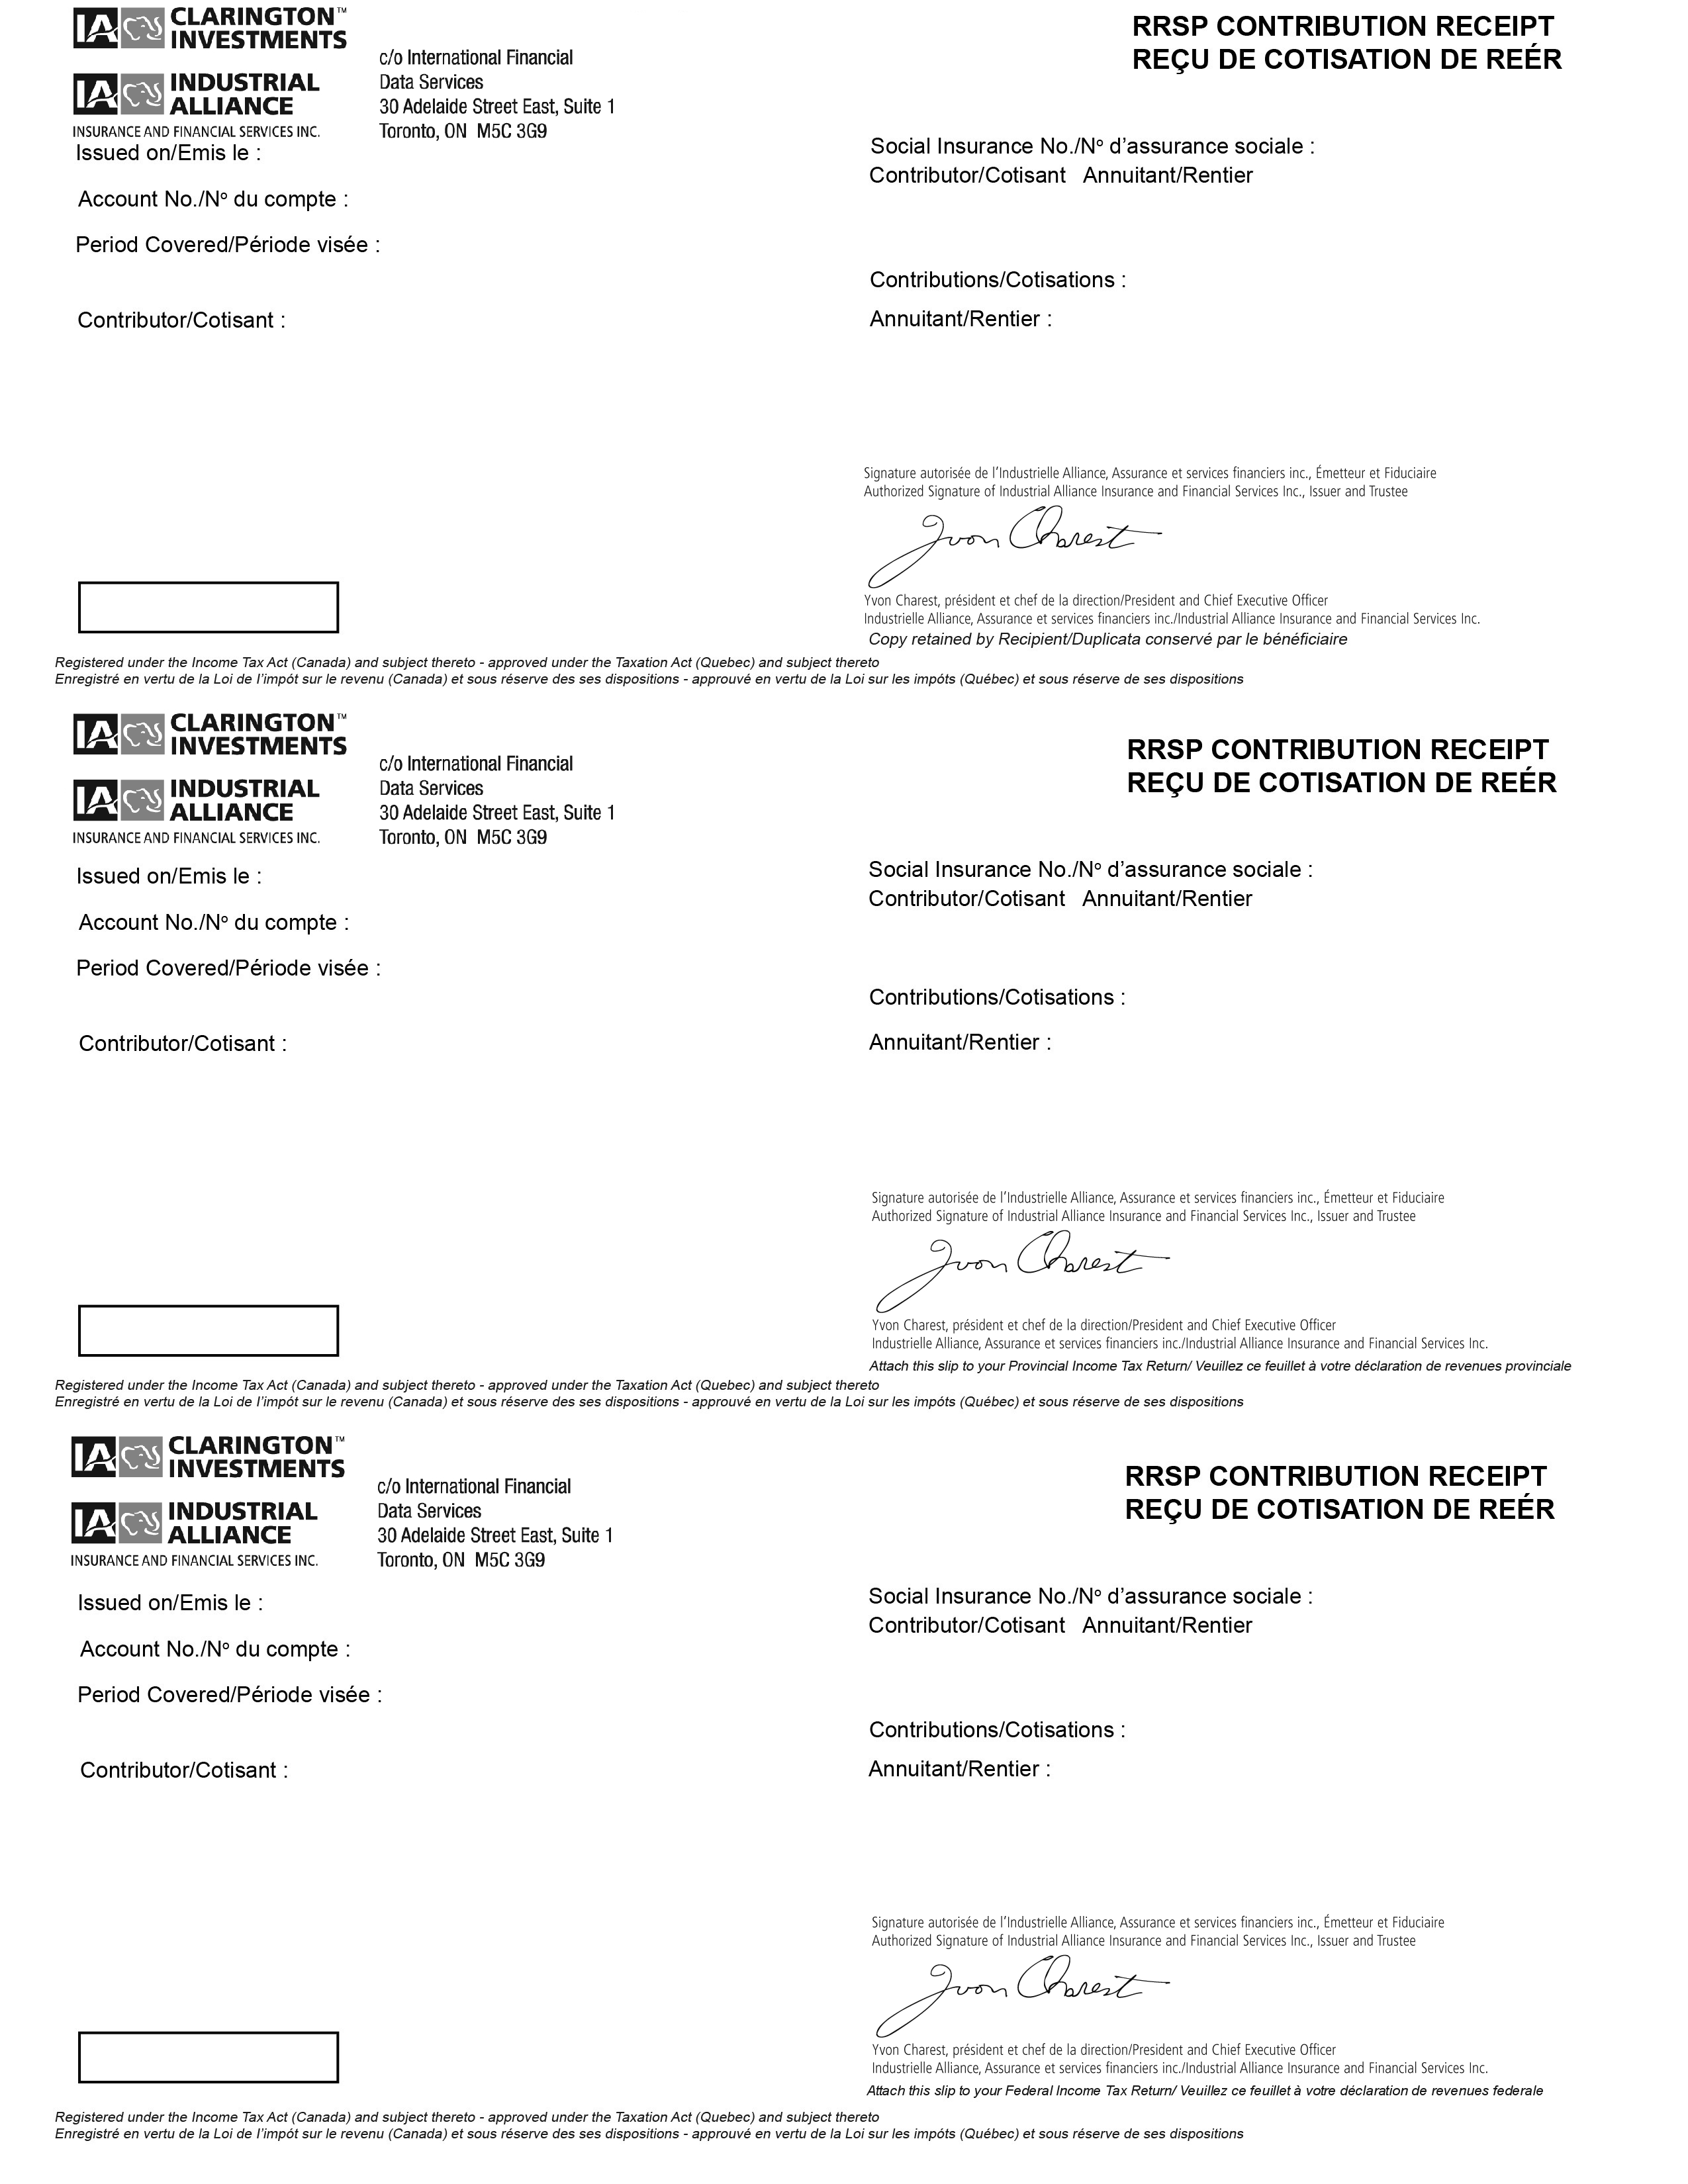 IA CLARINGTON™
INVESTMENTS
IA INDUSTRIAL
ALLIANCE
INSURANCE AND FINANCIAL SERVICES INC.
c/o International Financial
Data Services
30 Adelaide Street East, Suite 1
Toronto, ON M5C 3G9
RRSP CONTRIBUTION RECEIPT
REÇU DE COTISATION DE REÉR
Issued on/Emis le :
Account No./Nº du compte :
Period Covered/Période visée :
Contributor/Cotisant :
Social Insurance No./Nº d’assurance sociale :
Contributor/Cotisant Annuitant/Rentier
Contributions/Cotisations :
Annuitant/Rentier :
Signature autorisée de l’Industrielle Alliance, Assurance et services financiers inc., Émetteur et Fiduciaire
Authorized Signature of Industrial Alliance Insurance and Financial Services Inc., Issuer and Trustee
Yvon Charest
Yvon Charest, président et chef de la direction/President and Chief Executive Officer
Industrielle Alliance, Assurance et services financiers inc./Industrial Alliance Insurance and Financial Services Inc.
Copy retained by Recipient/Duplicata conservé par le bénéficiaire
Registered under the Income Tax Act (Canada) and subject thereto - approved under the Taxation Act (Quebec) and subject thereto
Enregistré en vertu de la Loi de l’impót sur le revenu (Canada) et sous réserve des ses dispositions - approuvé en vertu de la Loi sur les impóts (Québec) et sous réserve de ses dispositions
IA CLARINGTON™
INVESTMENTS
IA INDUSTRIAL
ALLIANCE
INSURANCE AND FINANCIAL SERVICES INC.
c/o International Financial
Data Services
30 Adelaide Street East, Suite 1
Toronto, ON M5C 3G9
RRSP CONTRIBUTION RECEIPT
REÇU DE COTISATION DE REÉR
Issued on/Emis le :
Account No./Nº du compte :
Period Covered/Période visée :
Contributor/Cotisant :
Social Insurance No./Nº d’assurance sociale :
Contributor/Cotisant Annuitant/Rentier
Contributions/Cotisations :
Annuitant/Rentier :
Signature autorisée de l’Industrielle Alliance, Assurance et services financiers inc., Émetteur et Fiduciaire
Authorized Signature of Industrial Alliance Insurance and Financial Services Inc., Issuer and Trustee
Yvon Charest
Yvon Charest, président et chef de la direction/President and Chief Executive Officer
Industrielle Alliance, Assurance et services financiers inc./Industrial Alliance Insurance and Financial Services Inc.
Attach this slip to your Provincial Income Tax Return/ Veuillez ce feuillet à votre déclaration de revenues provinciale
Registered under the Income Tax Act (Canada) and subject thereto - approved under the Taxation Act (Quebec) and subject thereto
Enregistré en vertu de la Loi de l’impót sur le revenu (Canada) et sous réserve des ses dispositions - approuvé en vertu de la Loi sur les impóts (Québec) et sous réserve de ses dispositions
IA CLARINGTON™
INVESTMENTS
IA INDUSTRIAL
ALLIANCE
INSURANCE AND FINANCIAL SERVICES INC.
c/o International Financial
Data Services
30 Adelaide Street East, Suite 1
Toronto, ON M5C 3G9
RRSP CONTRIBUTION RECEIPT
REÇU DE COTISATION DE REÉR
Issued on/Emis le :
Account No./Nº du compte :
Period Covered/Période visée :
Contributor/Cotisant :
Social Insurance No./Nº d’assurance sociale :
Contributor/Cotisant Annuitant/Rentier
Contributions/Cotisations :
Annuitant/Rentier :
Signature autorisée de l’Industrielle Alliance, Assurance et services financiers inc., Émetteur et Fiduciaire
Authorized Signature of Industrial Alliance Insurance and Financial Services Inc., Issuer and Trustee
Yvon Charest
Yvon Charest, président et chef de la direction/President and Chief Executive Officer
Industrielle Alliance, Assurance et services financiers inc./Industrial Alliance Insurance and Financial Services Inc.
Attach this slip to your Federal Income Tax Return/ Veuillez ce feuillet à votre déclaration de revenues federale
Registered under the Income Tax Act (Canada) and subject thereto - approved under the Taxation Act (Quebec) and subject thereto
Enregistré en vertu de la Loi de l’impót sur le revenu (Canada) et sous réserve des ses dispositions - approuvé en vertu de la Loi sur les impóts (Québec) et sous réserve de ses dispositions